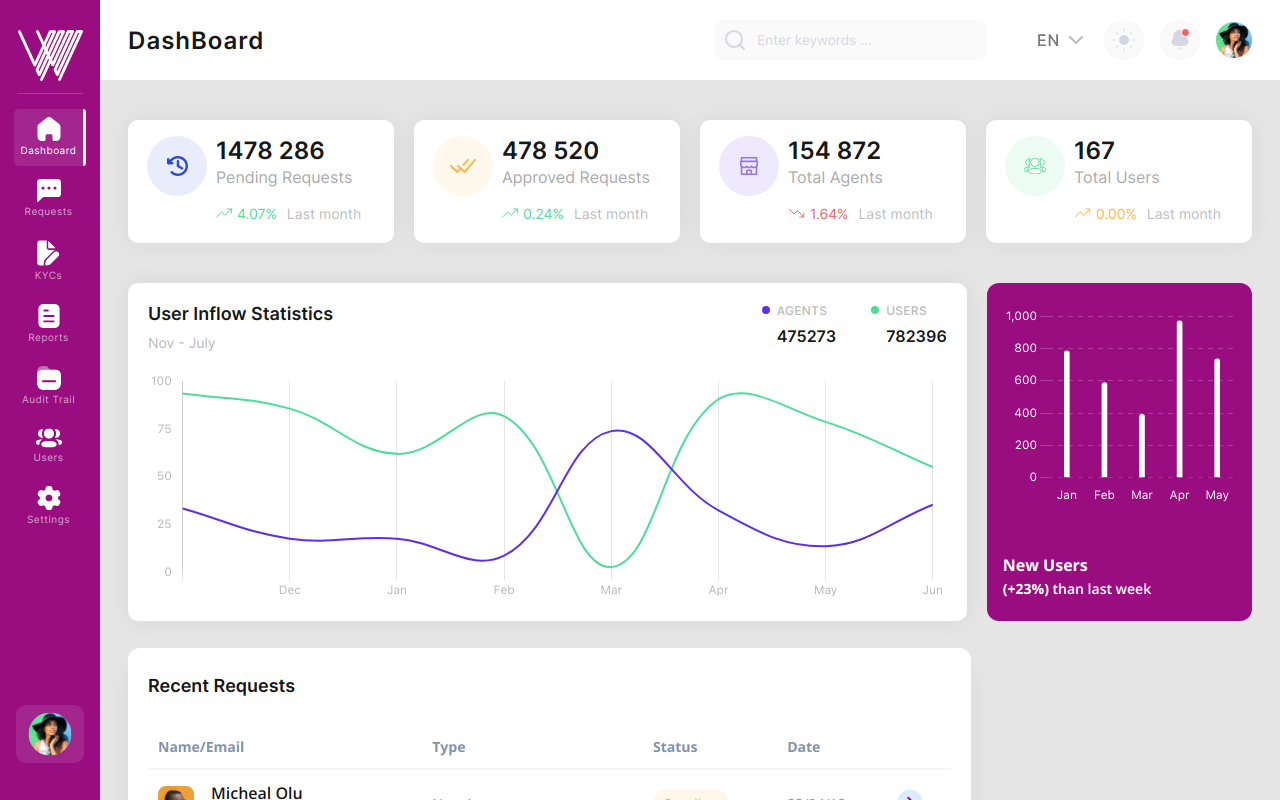 DashBoard
Enter keywords ...
EN
Dashboard
Requests
KYCs
Reports
Audit Trail
Users
Settings
1478 286
Pending Requests
4.07% Last month
478 520
Approved Requests
0.24% Last month
154 872
Total Agents
1.64% Last month
167
Total Users
0.00% Last month
User Inflow Statistics
Nov - July
AGENTS
475273
USERS
782396
100
75
50
25
0
Dec Jan Feb Mar Apr May Jun
1,000
800
600
400
200
0
Jan Feb Mar Apr May
New Users
(+23%) than last week
Recent Requests
Name/Email Type Status Date
Micheal Olu